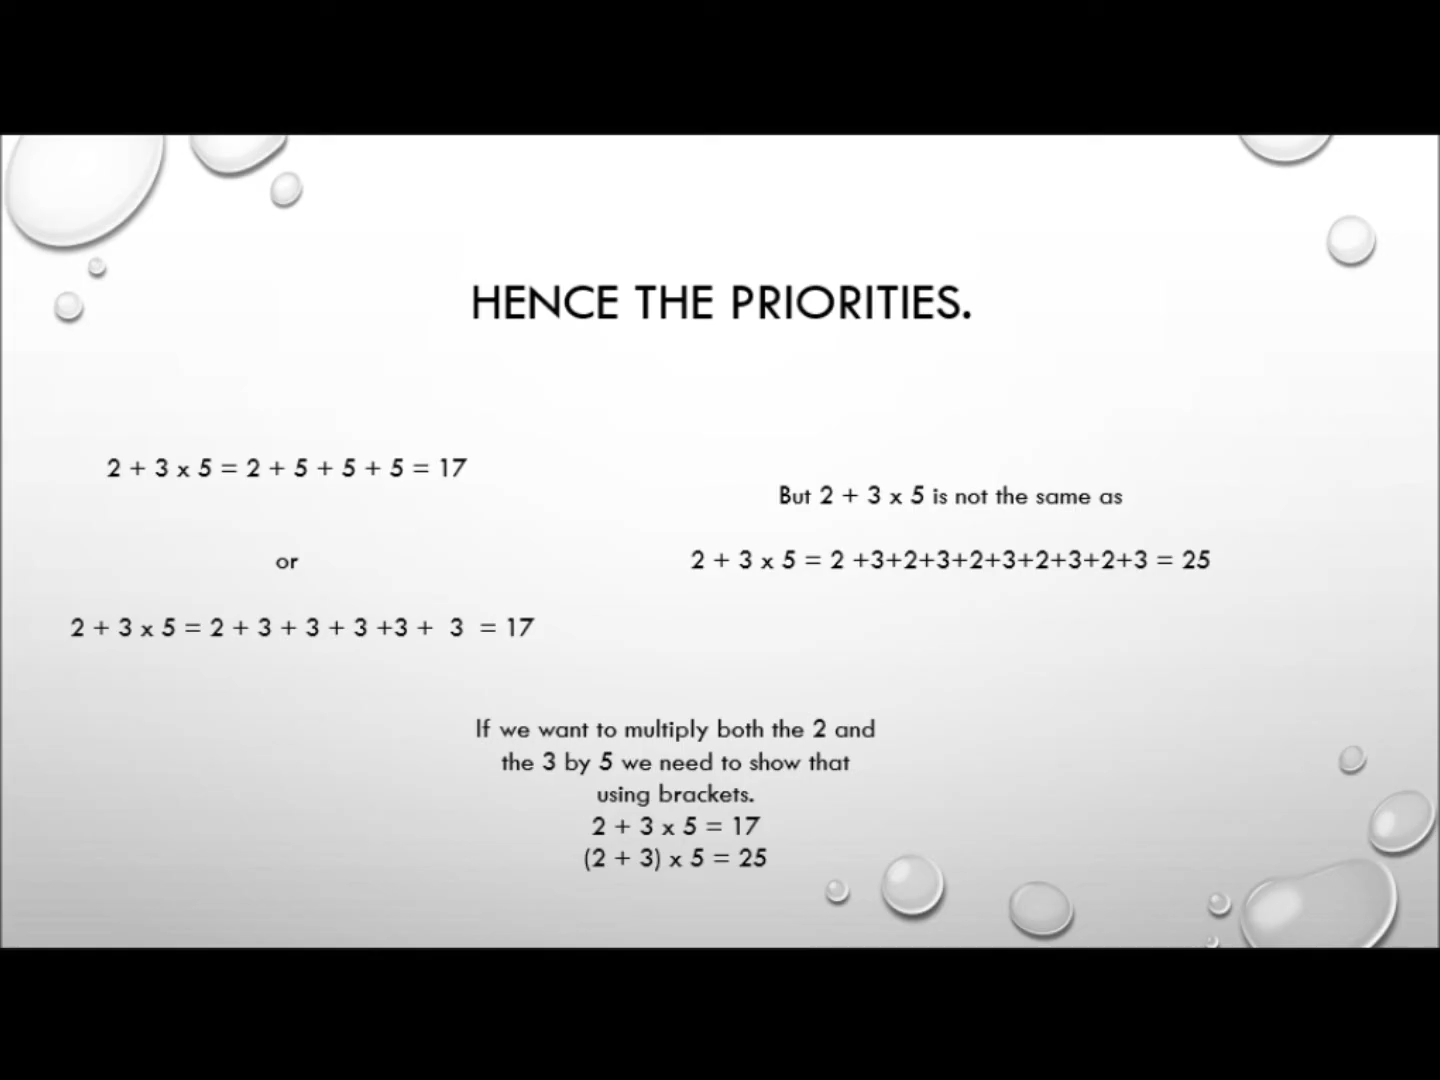 HENCE THE PRIORITIES.
2 + 3 x 5 = 2 + 5 + 5 + 5 = 17
or
2 + 3 x 5 = 2 + 3 + 3 + 3 +3 +  3  = 17
But 2 + 3 x 5 is not the same as
2 + 3 x 5 = 2 +3+2+3+2+3+2+3+2+3 = 25
If we want to multiply both the 2 and
the 3 by 5 we need to show that
using brackets.
2 + 3 x 5 = 17
(2 + 3) x 5 = 25